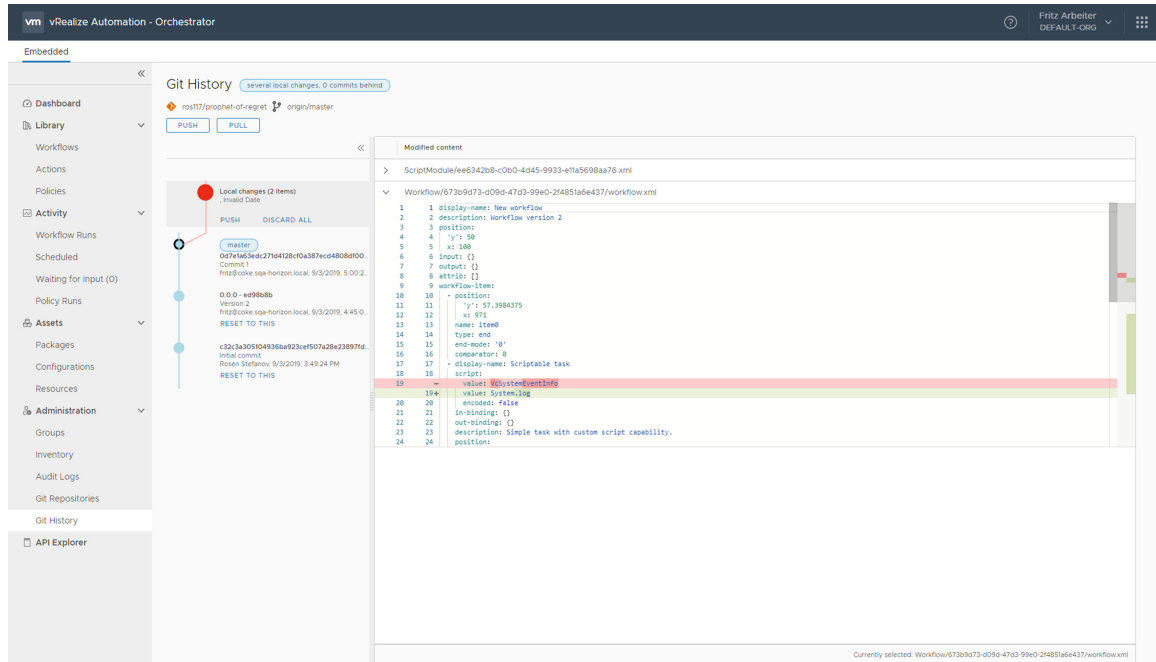 vm vRealize Automation - Orchestrator
Fritz Arbeiter
DEFAULT-ORG
Embedded
Dashboard
Library
Workflows
Actions
Policies
Activity
Workflow Runs
Scheduled
Waiting for Input (0)
Policy Runs
Assets
Packages
Configurations
Resources
Administration
Groups
Inventory
Audit Logs
Git Repositories
Git History
API Explorer
Git History several local changes, 0 commits behind
ros117/prophet-of-regret origin/master
PUSH PULL
Local changes (2 items)
, Invalid Date
PUSH DISCARD ALL
master
0d7e1a63edc271d4128cf0a387ecd4808df00...
Commit 1
fritz@coke.sqa-horizon.local, 9/3/2019, 5:00:2...
0.0.0 - ed98b8b
Version 2
fritz@coke.sqa-horizon.local, 9/3/2019, 4:45:0...
RESET TO THIS
c32c3a305104936ba923cef507a28e23897fd...
Initial commit
Rosen Stefanov, 9/3/2019, 3:49:24 PM
RESET TO THIS
Modified content
ScriptModule/ee6342b8-c0b0-4d45-9933-e11a5698aa76.xml
Workflow/673b9d73-d09d-47d3-99e0-2f4851a6e437/workflow.xml
1 1 display-name: New workflow
2 2 description: Workflow version 2
3 3 position:
4 4 'y': 50
5 5 x: 100
6 6 input: {}
7 7 output: {}
8 8 attrib: []
9 9 workflow-item:
10 10 - position:
11 11 'y': 57.3984375
12 12 x: 971
13 13 name: item0
14 14 type: end
15 15 end-mode: '0'
16 16 comparator: 0
17 17 - display-name: Scriptable task
18 18 script:
19 - value: VcSystemEventInfo
19+ value: System.log
20 20 encoded: false
21 21 in-binding: {}
22 22 out-binding: {}
23 23 description: Simple task with custom script capability.
24 24 position:
Currently selected: Workflow/673b9d73-d09d-47d3-99e0-2f4851a6e437/workflow.xml